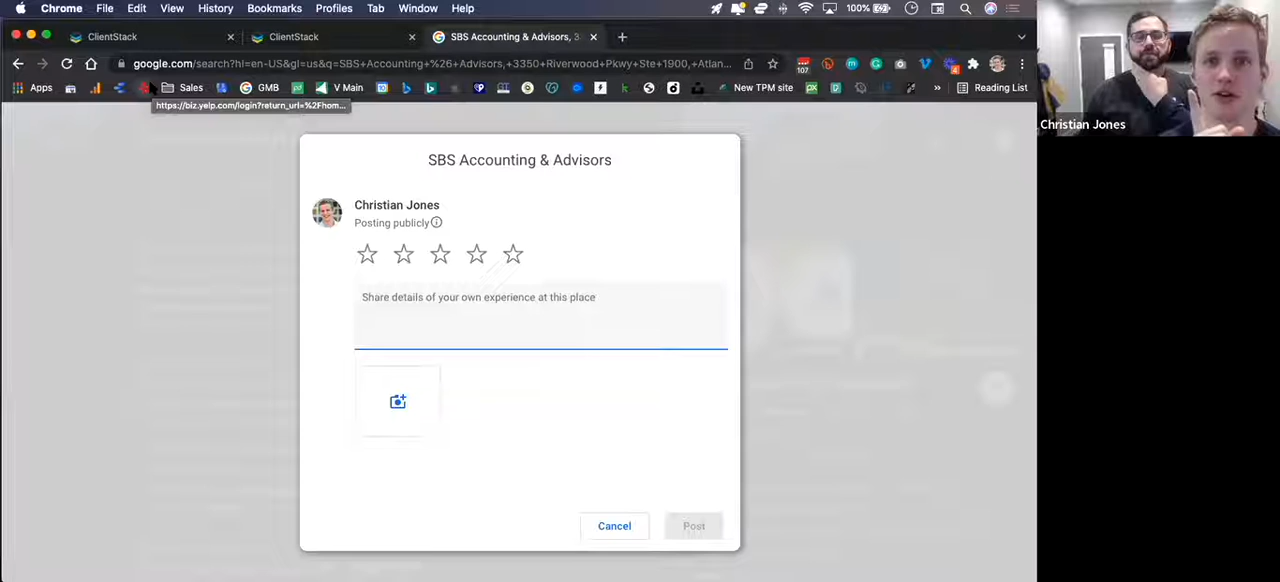 Chrome File Edit View History Bookmarks Profiles Tab Window Help 100%
ClientStack × ClientStack × SBS Accounting & Advisors, 3 × +
google.com/search?hl=en-US&gl=us&q=SBS+Accounting+%26+Advisors,+3350+Riverwood+Pkwy+Ste+1900,+Atlan... 107 4
Apps Sales GMB V Main New TPM site » Reading List
https://biz.yelp.com/login?return_url=%2Fhom...
Christian Jones
SBS Accounting & Advisors
Christian Jones
Posting publicly
Share details of your own experience at this place
Cancel Post